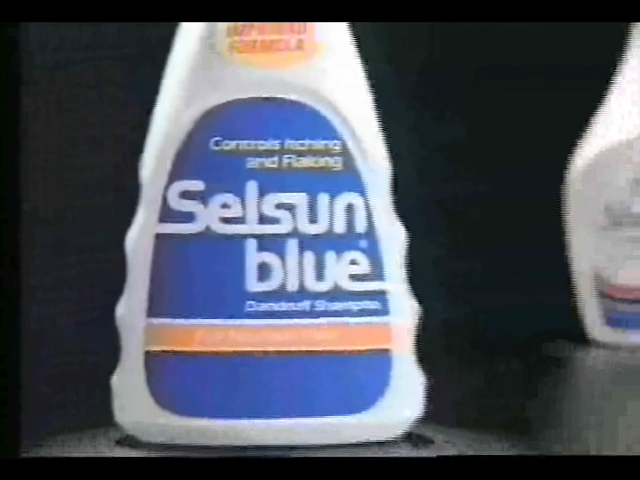 IMPROVED
FORMULA
Controls Itching
and Flaking
Selsun
blue
Dandruff Shampoo